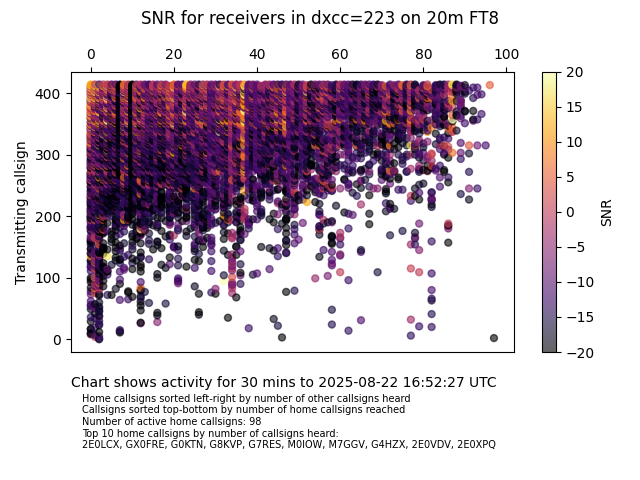 SNR for receivers in dxcc=223 on 20m FT8
0 20 40 60 80 100
400
300
200
100
0
Transmitting callsign
20
15
10
5
0
−5
−10
−15
−20
SNR
Chart shows activity for 30 mins to 2025-08-22 16:52:27 UTC
Home callsigns sorted left-right by number of other callsigns heard
Callsigns sorted top-bottom by number of home callsigns reached
Number of active home callsigns: 98
Top 10 home callsigns by number of callsigns heard:
2E0LCX, GX0FRE, G0KTN, G8KVP, G7RES, M0IOW, M7GGV, G4HZX, 2E0VDV, 2E0XPQ